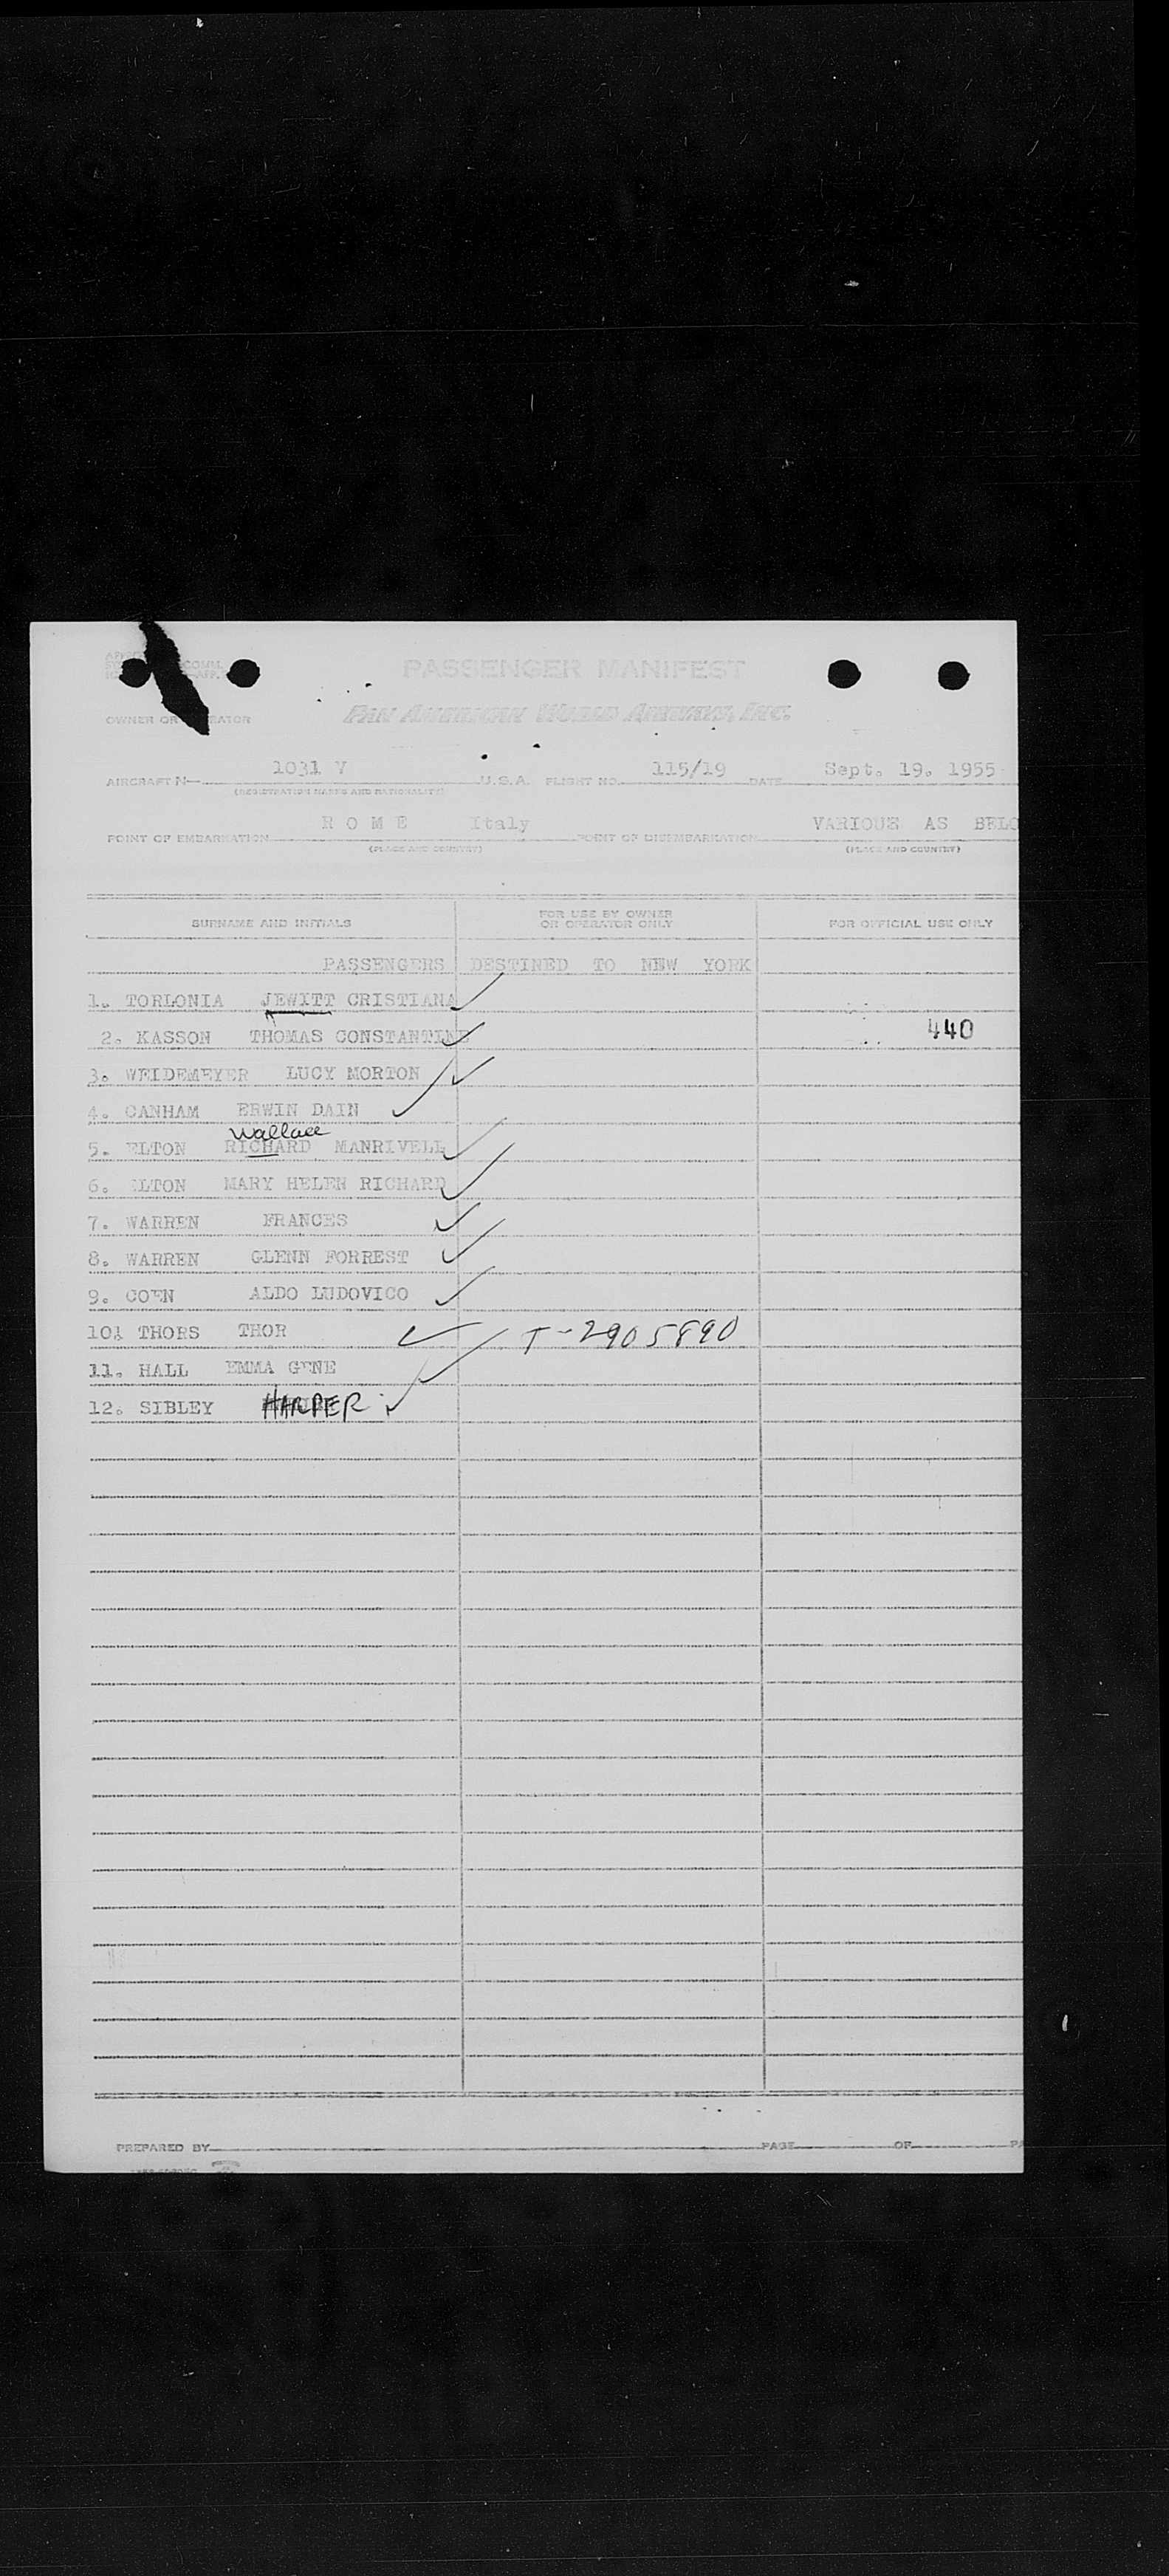 PASSENGER MANIFEST
OWNER OR OPERATOR PAN AMERICAN WORLD AIRWAYS, INC.
AIRCRAFT N 1031 V U.S.A. FLIGHT NO. 115/19 DATE Sept. 19. 1955
(REGISTRATION MARKS AND NATIONALITY)
POINT OF EMBARKATION R O M E Italy POINT OF DISEMBARKATION VARIOUS AS BELO
(PLACE AND COUNTRY) (PLACE AND COUNTRY)
SURNAME AND INITIALS FOR USE BY OWNER OR OPERATOR ONLY FOR OFFICIAL USE ONLY
PASSENGERS DESTINED TO NEW YORK
1. TORLONIA JEWITT CRISTIANA
2. KASSON THOMAS CONSTANTINE 440
3. WEIDEMEYER LUCY MORTON
4. CANHAM ERWIN DAIN
Wallace
5. ELTON RICHARD MANRIVELL
6. ELTON MARY HELEN RICHARD
7. WARREN FRANCES
8. WARREN GLENN FORREST
9. COEN ALDO LUDOVICO
10. THORS THOR T-2905890
11. HALL EMMA GENE
12. SIBLEY HARPER
PREPARED BY PAGE OF PA